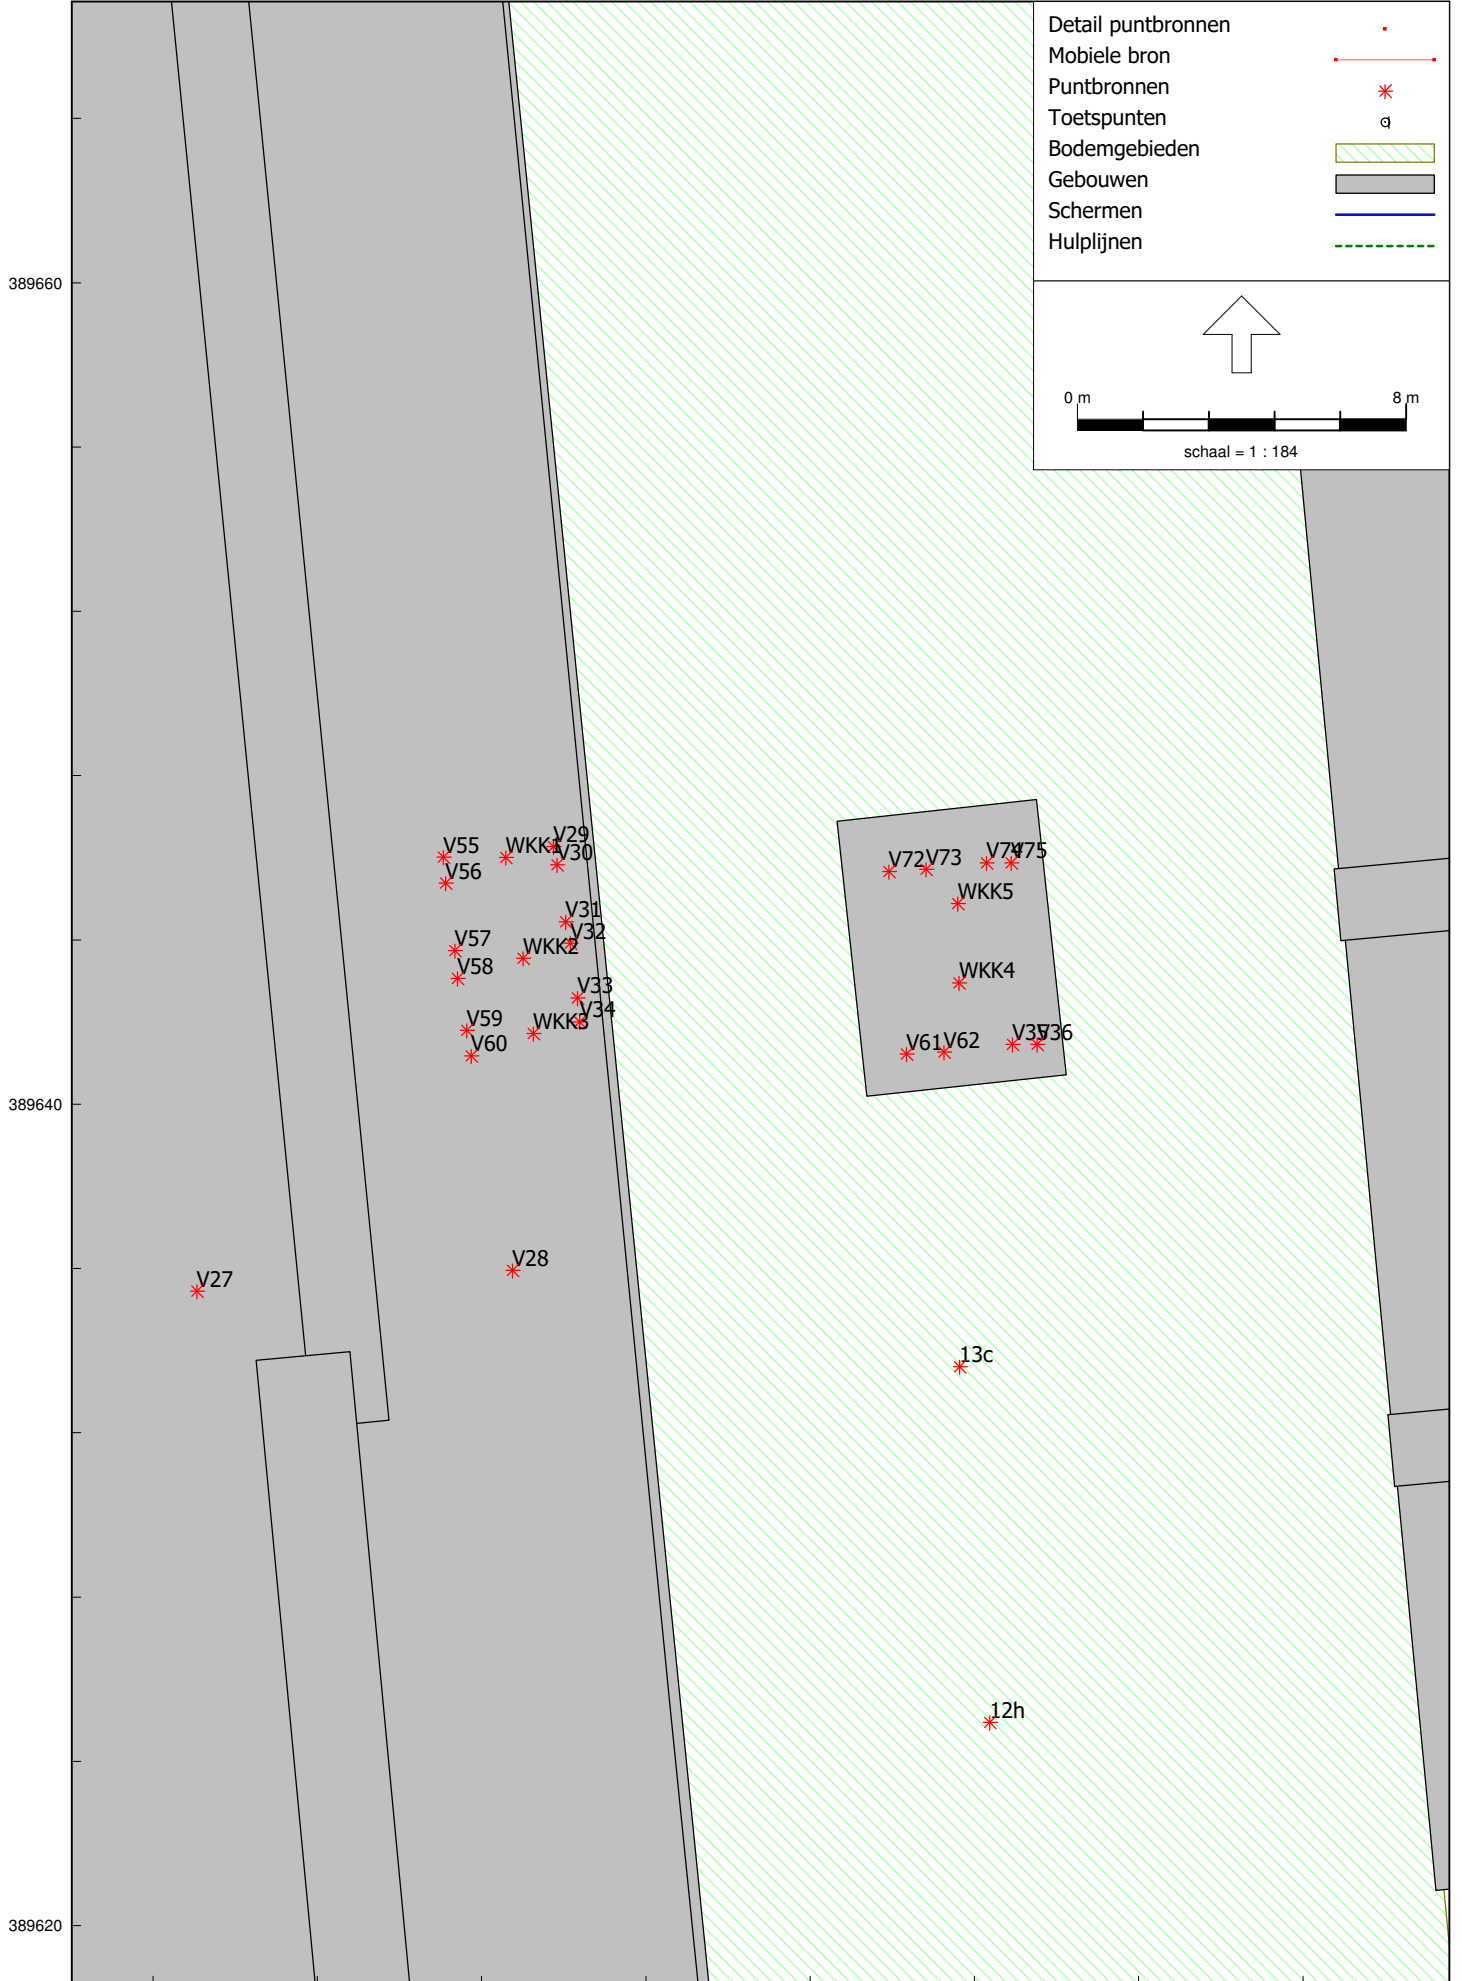 Detail puntbronnen
Mobiele bron
Puntbronnen
Toetspunten
Bodemgebieden
Gebouwen
Schermen
Hulplijnen
389660
0 m 8 m
schaal = 1 : 184
V29
V55 WKK1
V30
V56
V72 V73 V74 V75
WKK5
V31
V32
V57 WKK2
V58
WKK4
V33
V34
V59 WKK3
V60
V61 V62 V35 V36
389640
V28
V27
13c
12h
389620